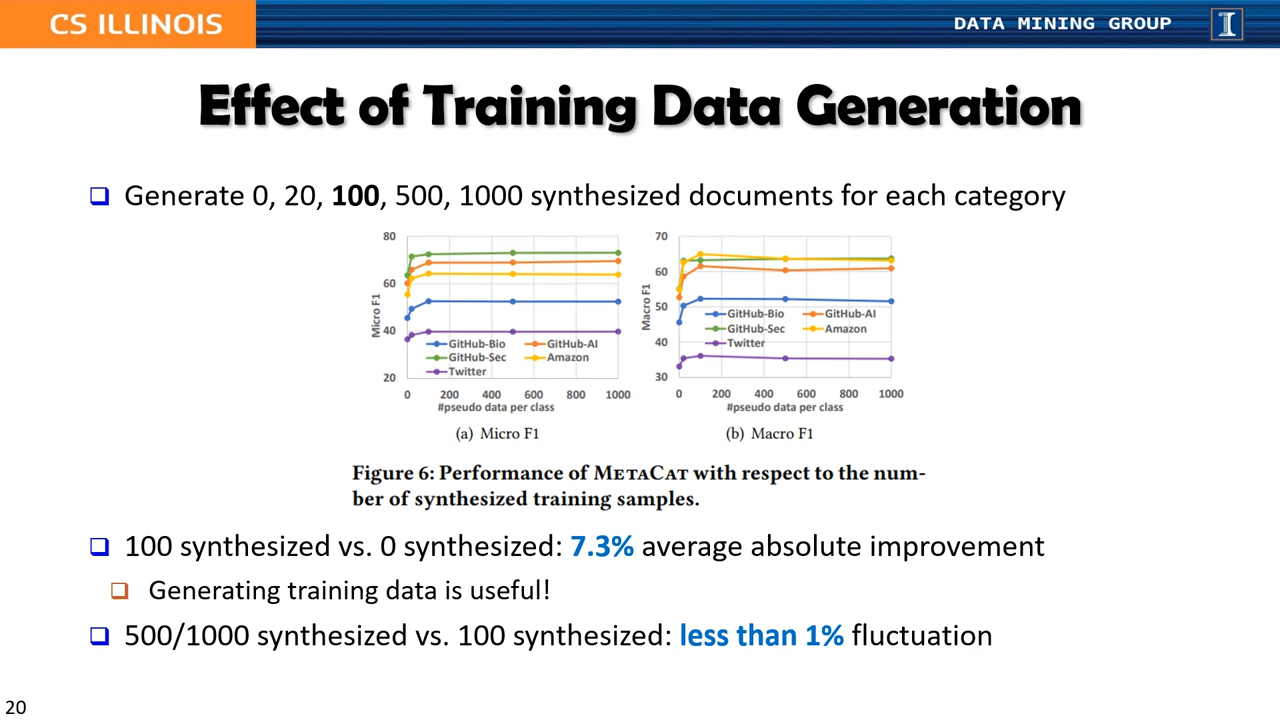 CS ILLINOIS
DATA MINING GROUP
I
Effect of Training Data Generation
Generate 0, 20, 100, 500, 1000 synthesized documents for each category
80
60
40
20
Micro F1
0 200 400 600 800 1000
#pseudo data per class
GitHub-Bio GitHub-AI
GitHub-Sec Amazon
Twitter
(a) Micro F1
70
60
50
40
30
Macro F1
0 200 400 600 800 1000
#pseudo data per class
GitHub-Bio GitHub-AI
GitHub-Sec Amazon
Twitter
(b) Macro F1
Figure 6: Performance of METACAT with respect to the num-
ber of synthesized training samples.
100 synthesized vs. 0 synthesized: 7.3% average absolute improvement
Generating training data is useful!
500/1000 synthesized vs. 100 synthesized: less than 1% fluctuation
20